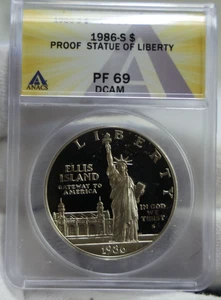 1986-S $
PROOF STATUE OF LIBERTY
PF 69
DCAM
ANACS
LIBERTY
ELLIS
ISLAND
GATEWAY TO
AMERICA
IN GOD
WE
TRUST
S
1986